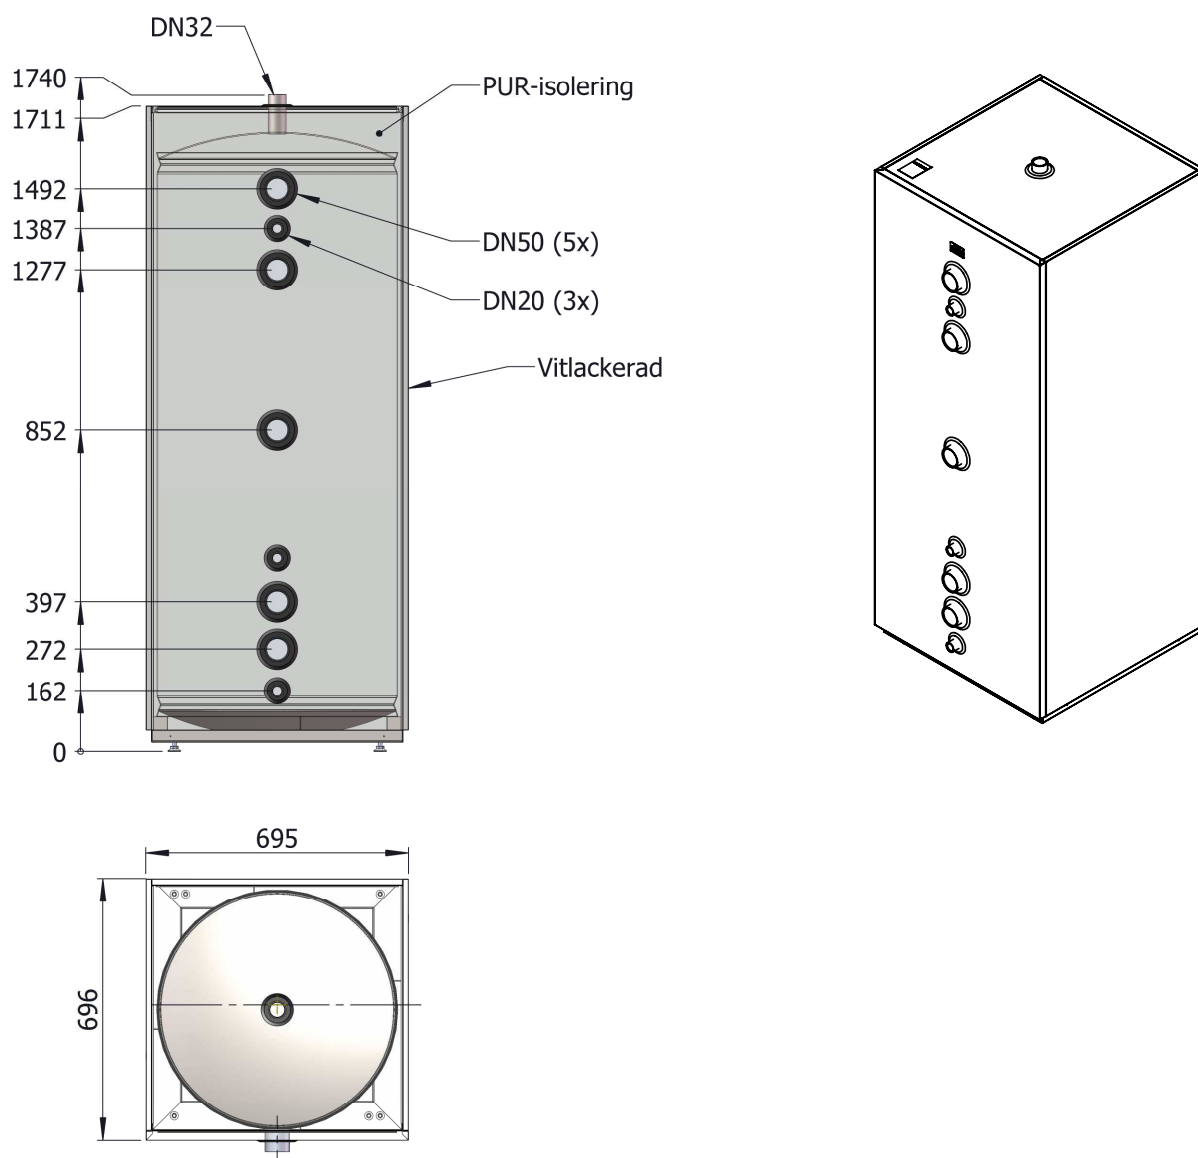 DN32
1740
PUR-isolering
1711
1492
1387
DN50 (5x)
1277
DN20 (3x)
Vitlackerad
852
397
272
162
0
695
696